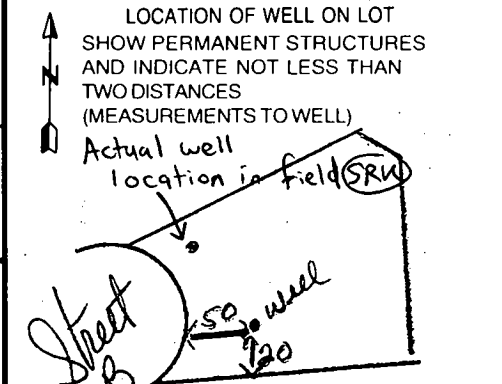 LOCATION OF WELL ON LOT
SHOW PERMANENT STRUCTURES
AND INDICATE NOT LESS THAN
TWO DISTANCES
(MEASUREMENTS TO WELL)
N
Actual well
location in field SRK
well
50
20
Street
B